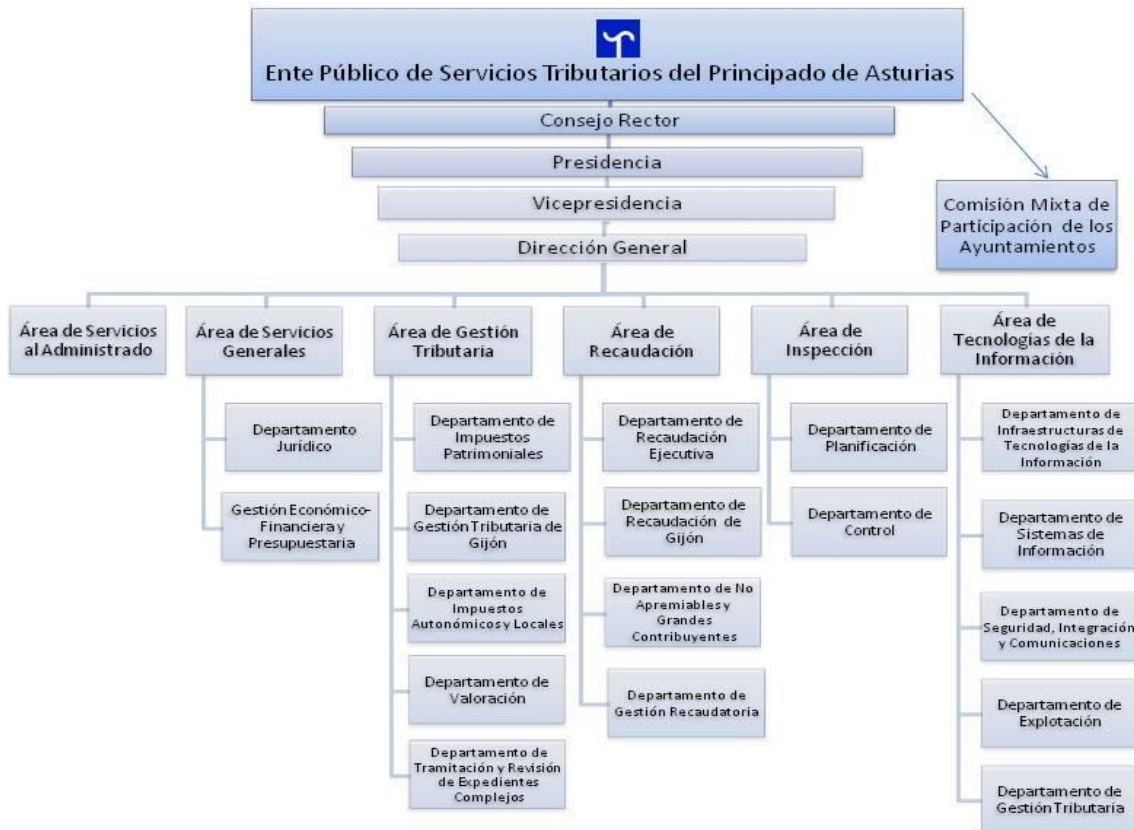 Ente Público de Servicios Tributarios del Principado de Asturias
Consejo Rector
Presidencia
Vicepresidencia
Dirección General
Comisión Mixta de
Participación de los
Ayuntamientos
Área de Servicios
al Administrado
Área de Servicios
Generales
Departamento
Jurídico
Gestión Económico-
Financiera y
Presupuestaria
Área de Gestión
Tributaria
Departamento de
Impuestos
Patrimoniales
Departamento de
Gestión Tributaria de
Gijón
Departamento de
Impuestos
Autonómicos y Locales
Departamento de
Valoración
Departamento de
Tramitación y Revisión
de Expedientes
Complejos
Área de
Recaudación
Departamento de
Recaudación
Ejecutiva
Departamento de
Recaudación de
Gijón
Departamento de No
Apremiables y
Grandes
Contribuyentes
Departamento de
Gestión Recaudatoria
Área de
Inspección
Departamento de
Planificación
Departamento de
Control
Área de
Tecnologías de la
Información
Departamento de
Infraestructuras de
Tecnologías de la
Información
Departamento de
Sistemas de
Información
Departamento de
Seguridad, Integración
y Comunicaciones
Departamento de
Explotación
Departamento de
Gestión Tributaria